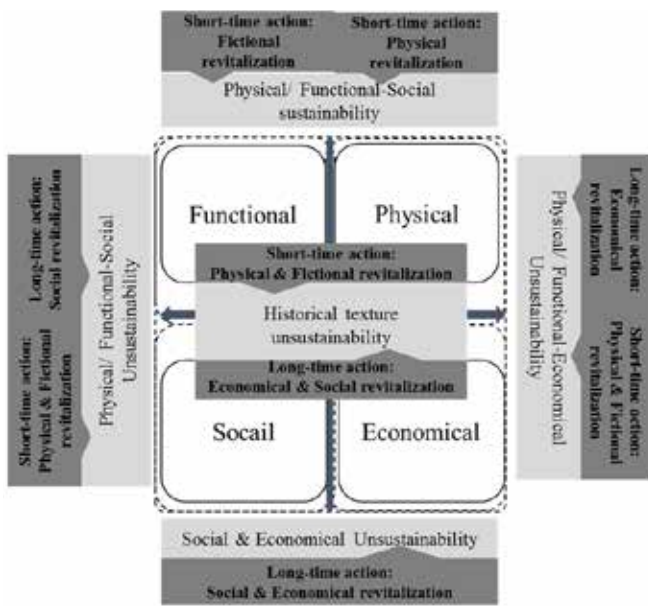 Short-time action:
Fictional
revitalization
Short-time action:
Physical
revitalization
Physical/ Functional-Social
sustainability
Long-time action:
Social revitalization
Short-time action:
Physical & Fictional
revitalization
Physical/ Functional-Social
Unsustainability
Functional
Physical
Short-time action:
Physical & Fictional revitalization
Historical texture
unsustainability
Long-time action:
Economical & Social revitalization
Socail
Economical
Physical/ Functional-Economical
Unsustainability
Long-time action:
Economical
revitalization
Short-time action:
Physical & Fictional
revitalization
Social & Economical Unsustainability
Long-time action:
Social & Economical revitalization